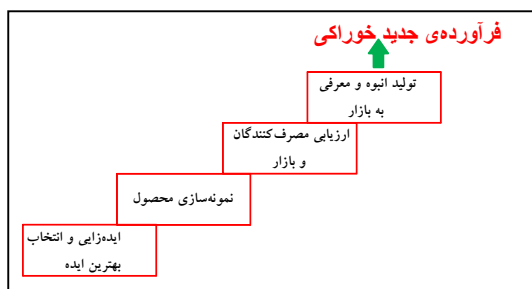 فرآورده‌ی جدید خوراکی
تولید انبوه و معرفی
به بازار
ارزیابی مصرف‌کنندگان
و بازار
نمونه‌سازی محصول
ایده‌زایی و انتخاب
بهترین ایده